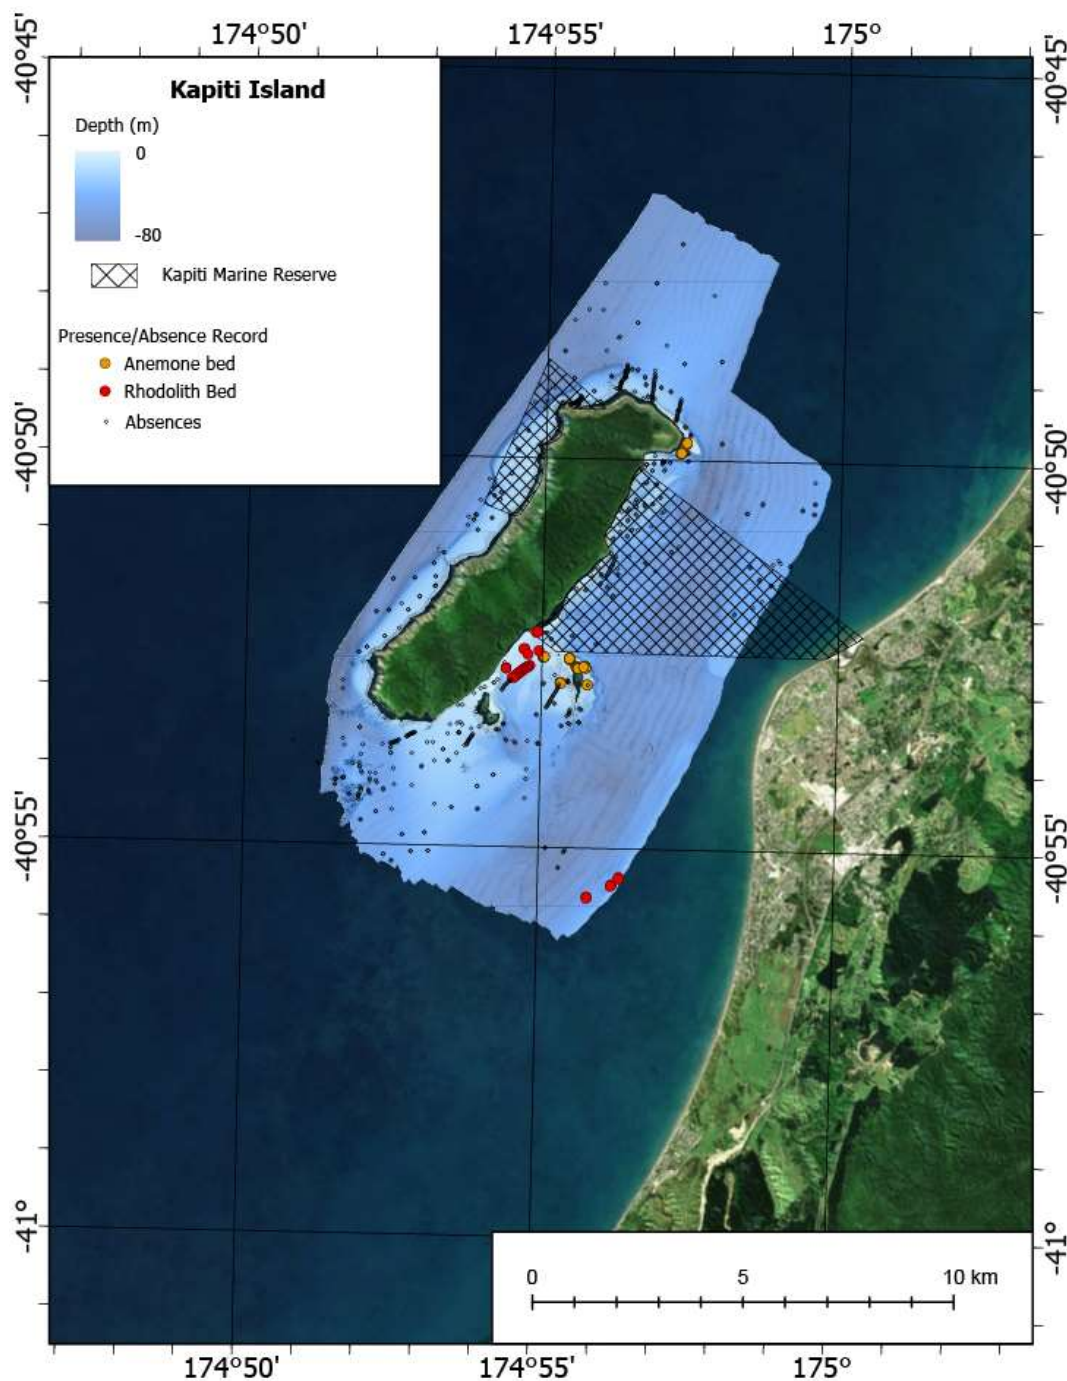 174°50' 174°55' 175°
-40°45' -40°45'
Kapiti Island
Depth (m)
0
-80
Kapiti Marine Reserve
Presence/Absence Record
Anemone bed
Rhodolith Bed
Absences
-40°50' -40°50'
-40°55' -40°55'
-41° -41°
0 5 10 km
174°50' 174°55' 175°